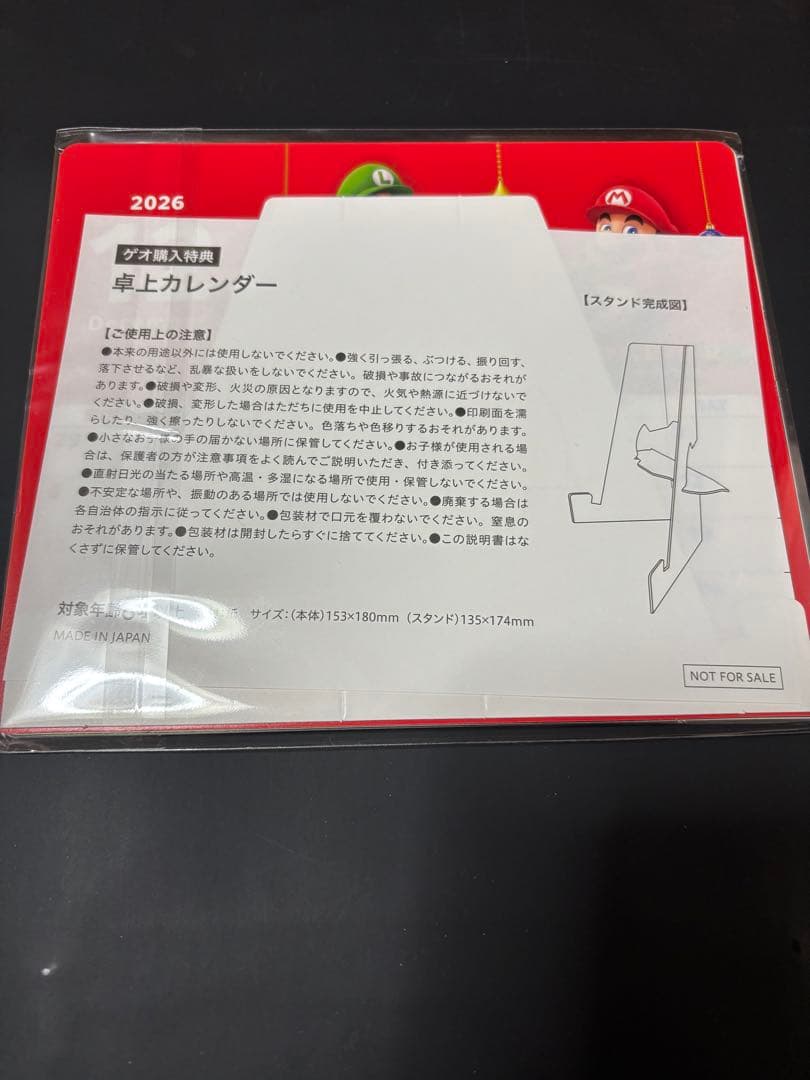 2026
ゲオ購入特典
卓上カレンダー
【スタンド完成図】
【ご使用上の注意】
●本来の用途以外には使用しないでください。●強く引っ張る、ぶつける、振り回す、
落下させるなど、乱暴な扱いをしないでください。破損や事故につながるおそれが
あります。●破損や変形、火災の原因となりますので、火気や熱源に近づけないで
ください。●破損、変形した場合はただちに使用を中止してください。●印刷面を濡
らしたり、強く擦ったりしないでください。色落ちや色移りするおそれがあります。
●小さなお子様の手の届かない場所に保管してください。●お子様が使用される場
合は、保護者の方が注意事項をよく読んでご説明いただき、付き添ってください。
●直射日光の当たる場所や高温・多湿になる場所で使用・保管しないでください。
●不安定な場所や、振動のある場所では使用しないでください。●廃棄する場合は
各自治体の指示に従ってください。●包装材で口元を覆わないでください。窒息の
おそれがあります。●包装材は開封したらすぐに捨ててください。●この説明書はな
くさずに保管してください。
対象年齢 サイズ：（本体）153×180mm（スタンド）135×174mm
MADE IN JAPAN
NOT FOR SALE
L
M